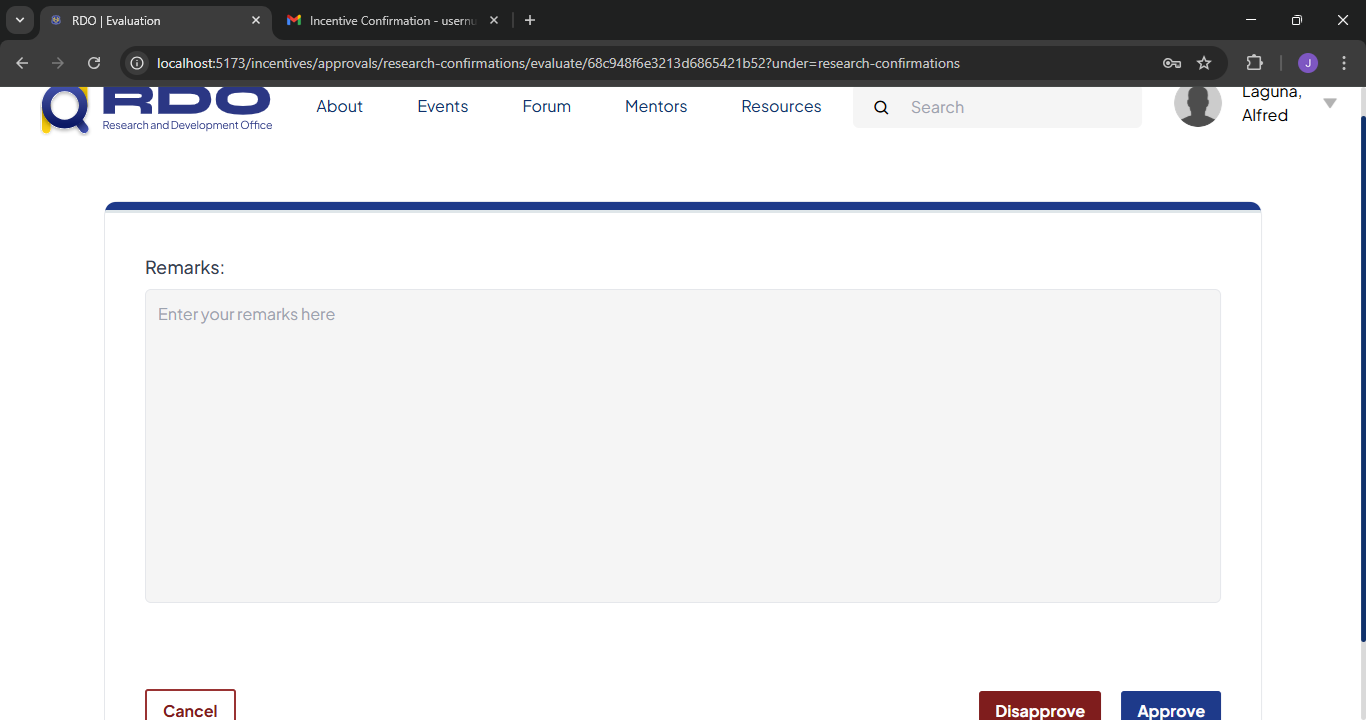 RDO | Evaluation
Incentive Confirmation - usernu
localhost:5173/incentives/approvals/research-confirmations/evaluate/68c948f6e3213d6865421b52?under=research-confirmations
J
RDO
Research and Development Office
About
Events
Forum
Mentors
Resources
Search
Laguna,
Alfred
Remarks:
Enter your remarks here
Cancel
Disapprove
Approve